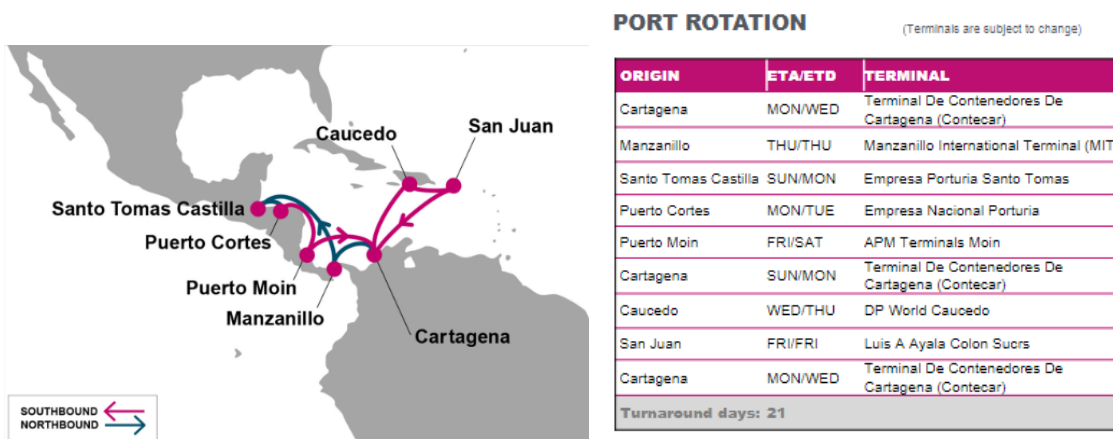 Caucedo
San Juan
Santo Tomas Castilla
Puerto Cortes
Puerto Moin
Manzanillo
Cartagena
SOUTHBOUND
NORTHBOUND
PORT ROTATION
(Terminals are subject to change)
ORIGIN ETA/ETD TERMINAL
Cartagena MON/WED Terminal De Contenedores De
Cartagena (Contecar)
Manzanillo THU/THU Manzanillo International Terminal (MIT
Santo Tomas Castilla SUN/MON Empresa Porturia Santo Tomas
Puerto Cortes MON/TUE Empresa Nacional Porturia
Puerto Moin FRI/SAT APM Terminals Moin
Cartagena SUN/MON Terminal De Contenedores De
Cartagena (Contecar)
Caucedo WED/THU DP World Caucedo
San Juan FRI/FRI Luis A Ayala Colon Sucrs
Cartagena MON/WED Terminal De Contenedores De
Cartagena (Contecar)
Turnaround days: 21